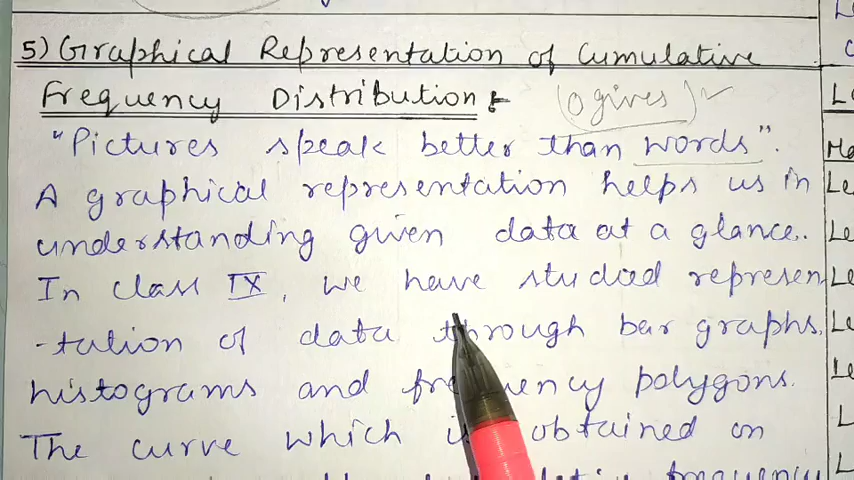 5) Graphical Representation of Cumulative
Frequency Distribution :- (Ogives)
"Pictures speak better than words".
A graphical representation helps us in
understanding given data at a glance.
In class IX, we have studied represen
-tation of data through bar graphs,
histograms and frequency polygons.
The curve which is obtained on
frequency